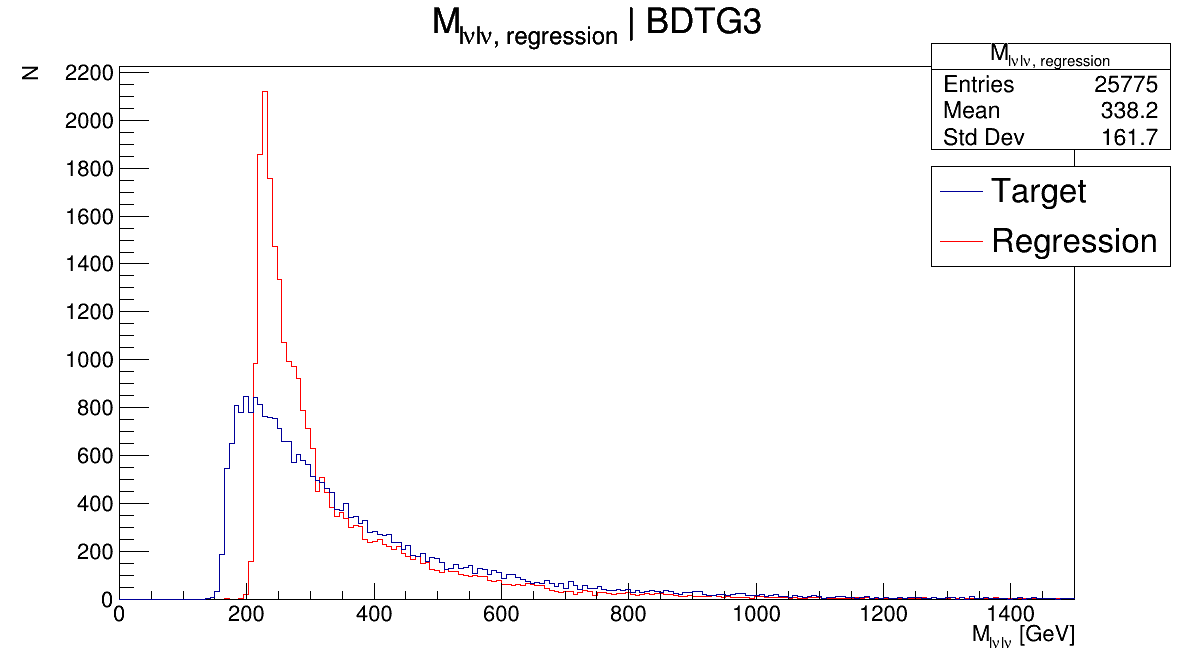 M_lνlν, regression | BDTG3
M_lνlν, regression
Entries 25775
Mean 338.2
Std Dev 161.7
Target
Regression
N
2200
2000
1800
1600
1400
1200
1000
800
600
400
200
0
0 200 400 600 800 1000 1200 1400
M_lνlν [GeV]